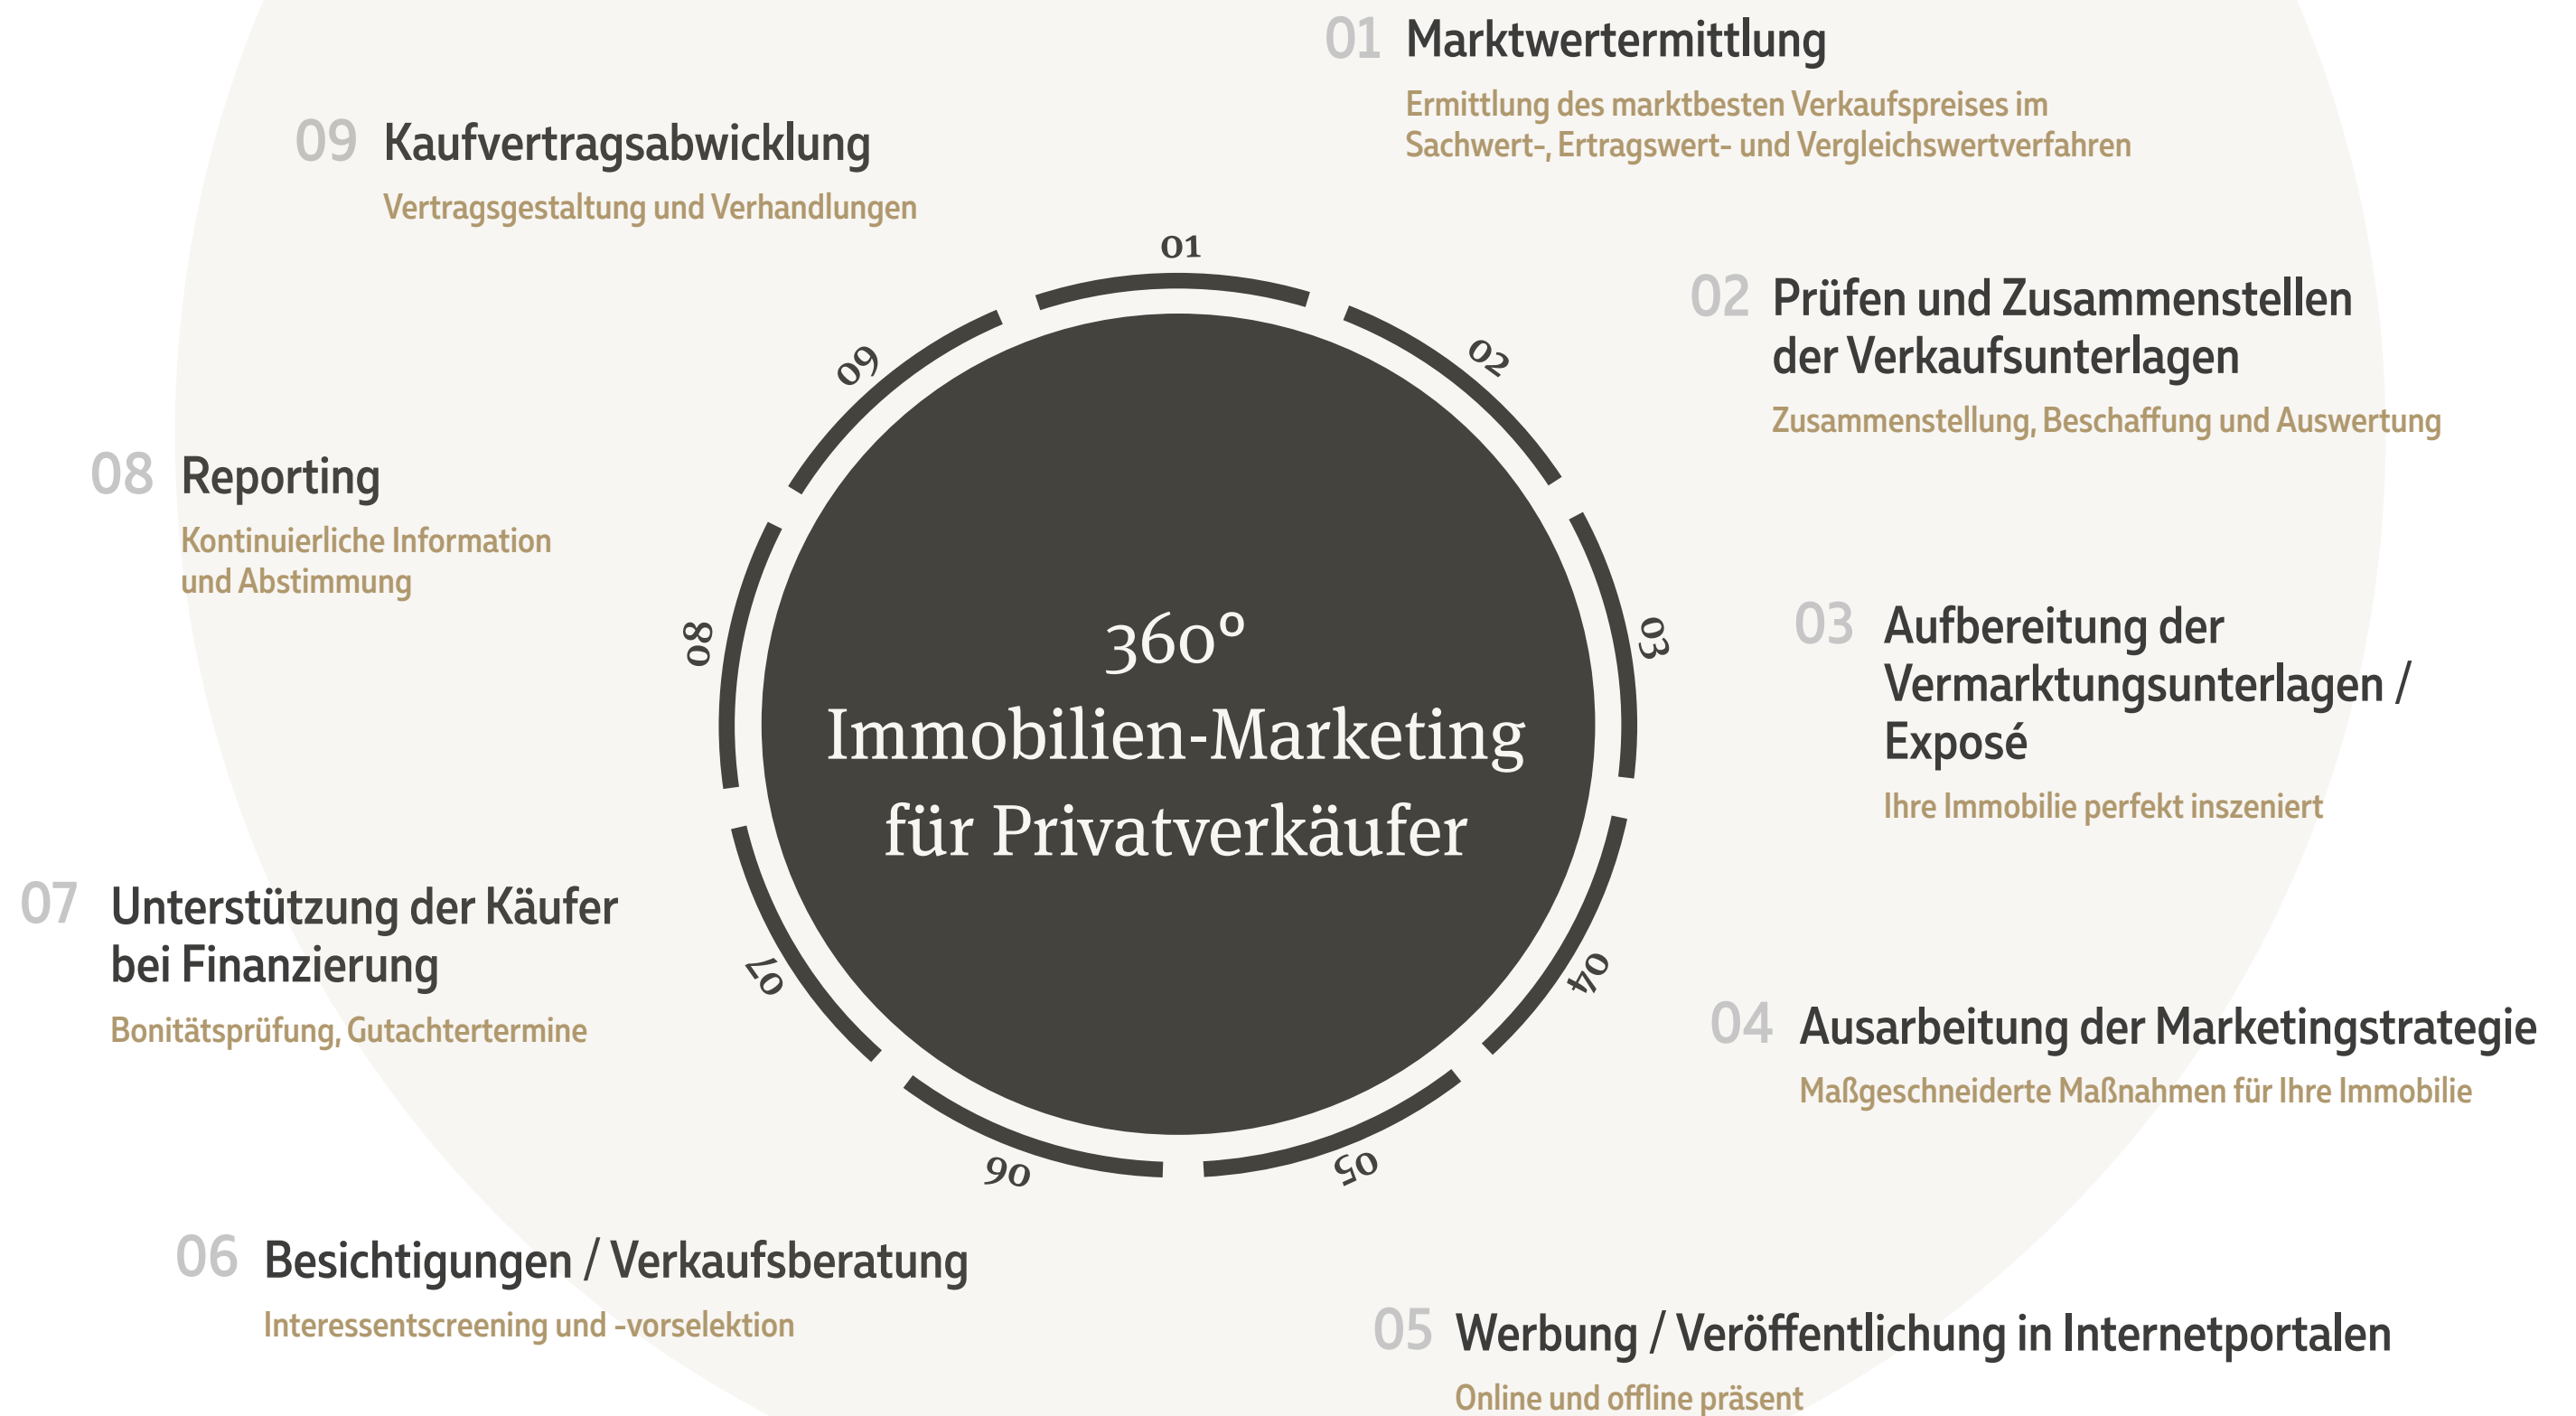 01 Marktwertermittlung
Ermittlung des marktbesten Verkaufspreises im
Sachwert-, Ertragswert- und Vergleichswertverfahren
02 Prüfen und Zusammenstellen
der Verkaufsunterlagen
Zusammenstellung, Beschaffung und Auswertung
03 Aufbereitung der
Vermarktungsunterlagen /
Exposé
Ihre Immobilie perfekt inszeniert
04 Ausarbeitung der Marketingstrategie
Maßgeschneiderte Maßnahmen für Ihre Immobilie
05 Werbung / Veröffentlichung in Internetportalen
Online und offline präsent
06 Besichtigungen / Verkaufsberatung
Interessentscreening und -vorselektion
07 Unterstützung der Käufer
bei Finanzierung
Bonitätsprüfung, Gutachtertermine
08 Reporting
Kontinuierliche Information
und Abstimmung
09 Kaufvertragsabwicklung
Vertragsgestaltung und Verhandlungen
01
02
03
04
05
06
07
08
09
360°
Immobilien-Marketing
für Privatverkäufer